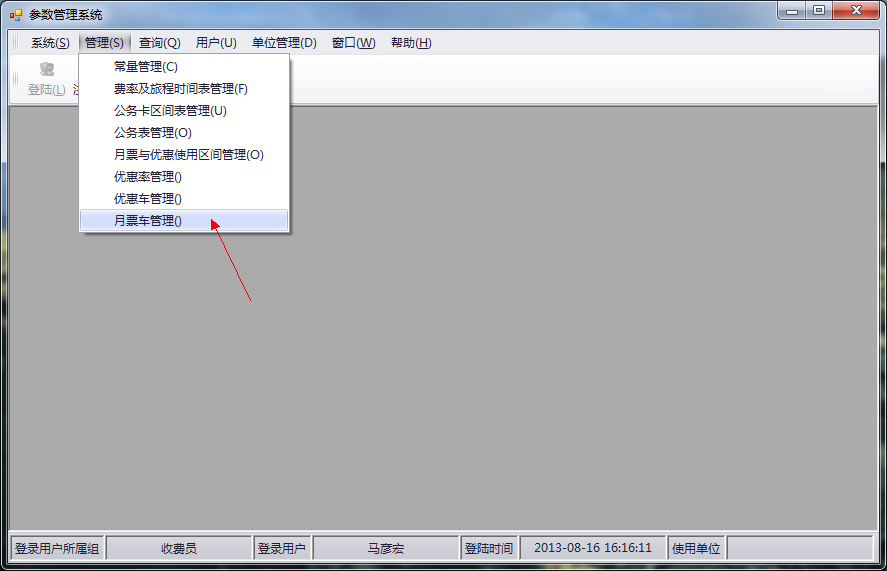 参数管理系统
系统(S) 管理(S) 查询(Q) 用户(U) 单位管理(D) 窗口(W) 帮助(H)
登陆(L)
常量管理(C)
费率及旅程时间表管理(F)
公务卡区间表管理(U)
公务表管理(O)
月票与优惠使用区间管理(O)
优惠率管理()
优惠车管理()
月票车管理()
登录用户所属组 收费员 登录用户 马彦宏 登陆时间 2013-08-16 16:16:11 使用单位